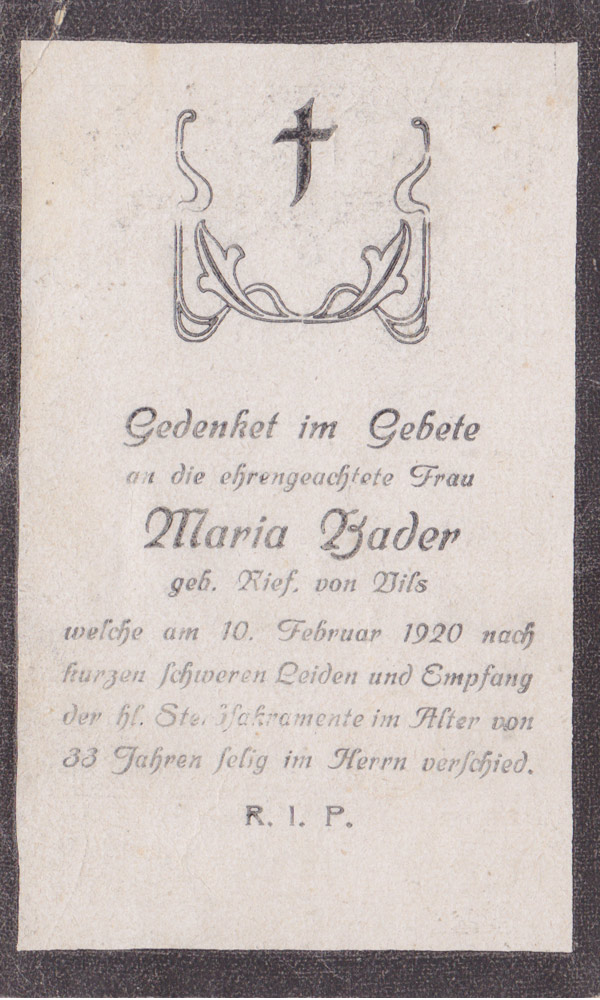 Gedenket im Gebete
an die ehrengeachtete Frau
Maria Bader
geb. Rief, von Vils
welche am 10. Februar 1920 nach
kurzen schweren Leiden und Empfang
der hl. Sterbsakramente im Alter von
33 Jahren selig im Herrn verschied.
R. I. P.